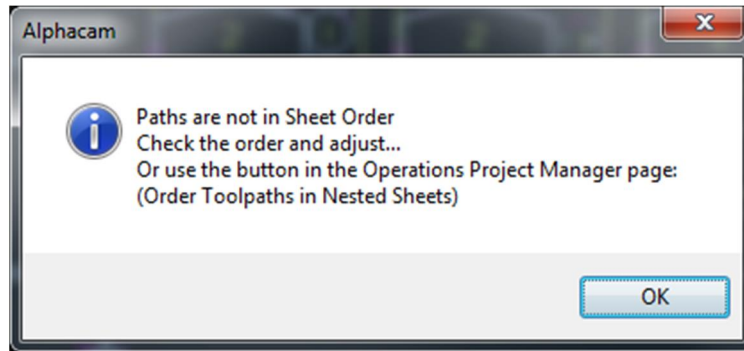 Alphacam
Paths are not in Sheet Order
Check the order and adjust...
Or use the button in the Operations Project Manager page:
(Order Toolpaths in Nested Sheets)
OK